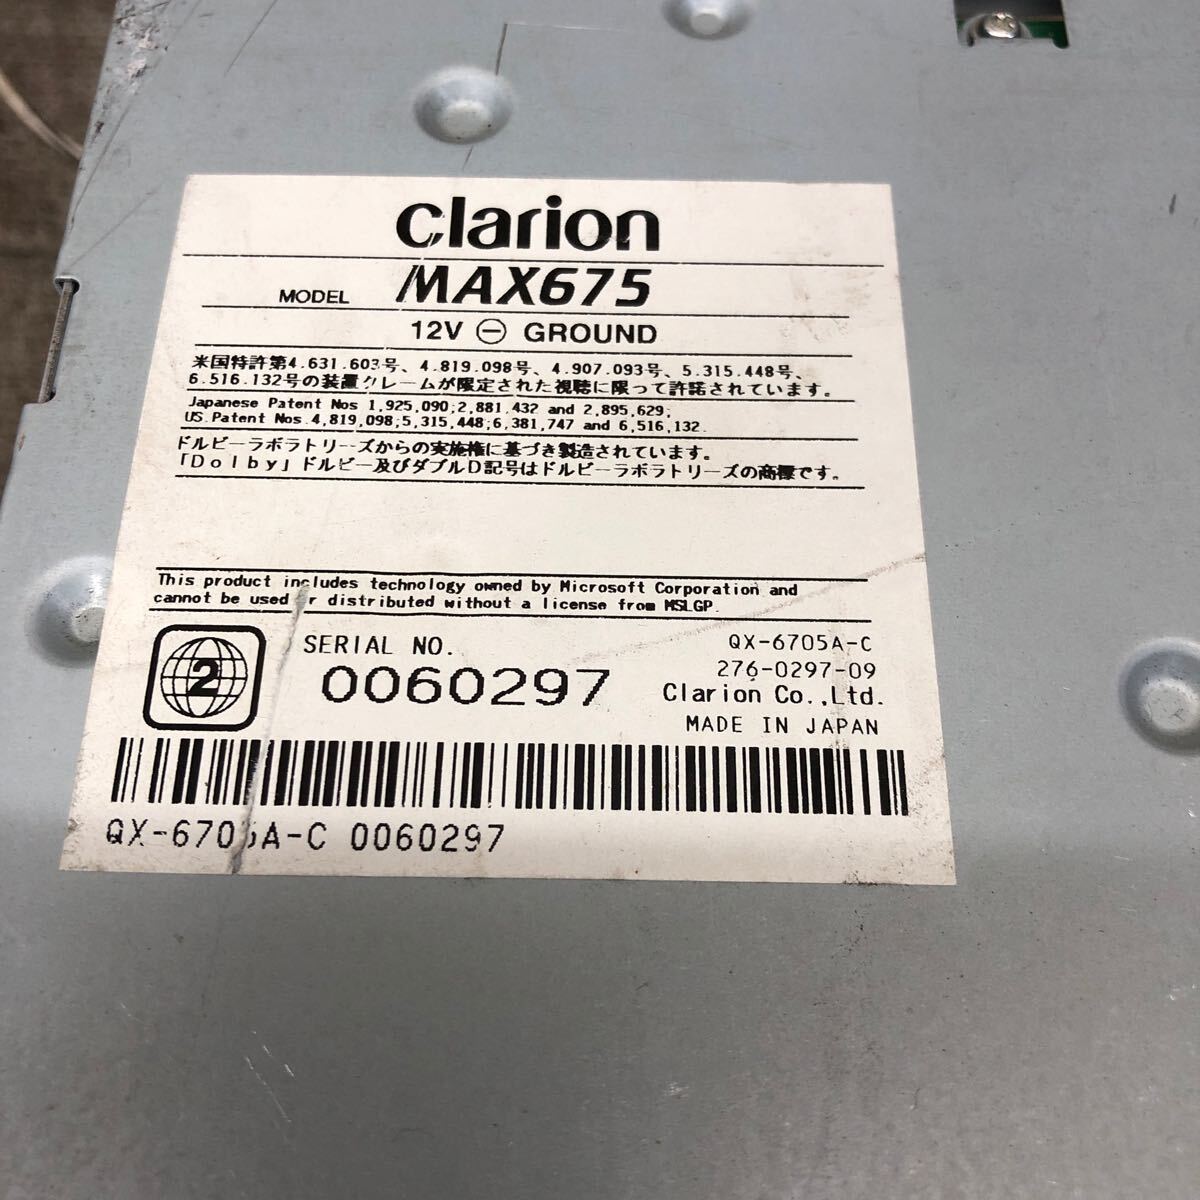 clarion
MODEL MAX675
12V ⊖ GROUND
米国特許第4.631.603号、4.819.098号、4.907.093号、5.315.448号、
6.516.132号の装置クレームが限定された視聴に限って許諾されています。
Japanese Patent Nos 1,925,090;2,881,432 and 2,895,629;
US Patent Nos.4,819,098;5,315,448;6,381,747 and 6,516,132.
ドルビーラボラトリーズからの実施権に基づき製造されています。
「Dolby」ドルビー及びダブルD記号はドルビーラボラトリーズの商標です。
This product includes technology owned by Microsoft Corporation and
cannot be used or distributed without a license from MSLGP.
2
SERIAL NO.
0060297
QX-6705A-C
276-0297-09
Clarion Co.,Ltd.
MADE IN JAPAN
QX-6705A-C 0060297